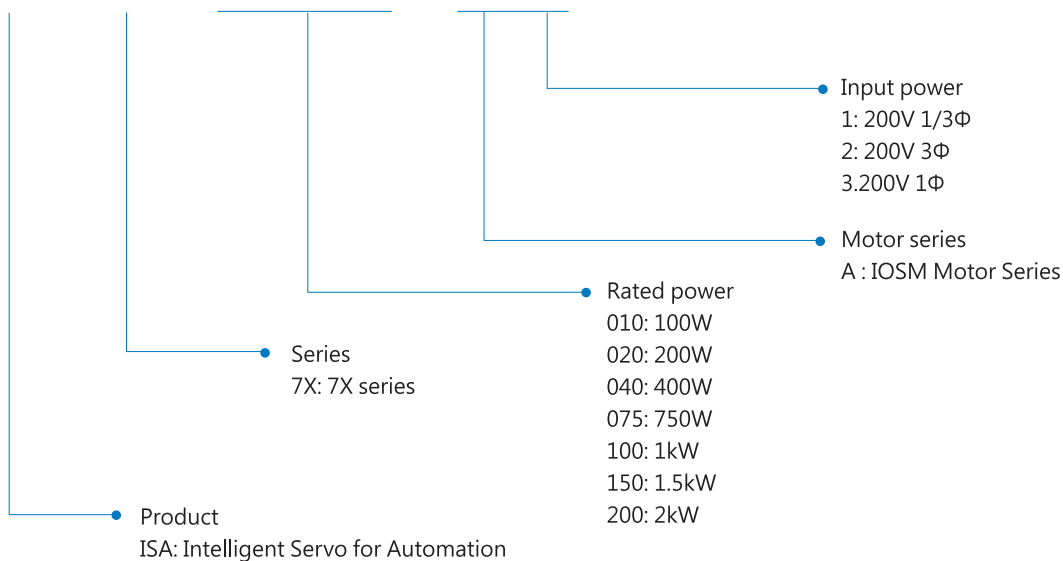 Input power
1: 200V 1/3Φ
2: 200V 3Φ
3.200V 1Φ
Motor series
A : IOSM Motor Series
Rated power
010: 100W
020: 200W
040: 400W
075: 750W
100: 1kW
150: 1.5kW
200: 2kW
Series
7X: 7X series
Product
ISA: Intelligent Servo for Automation